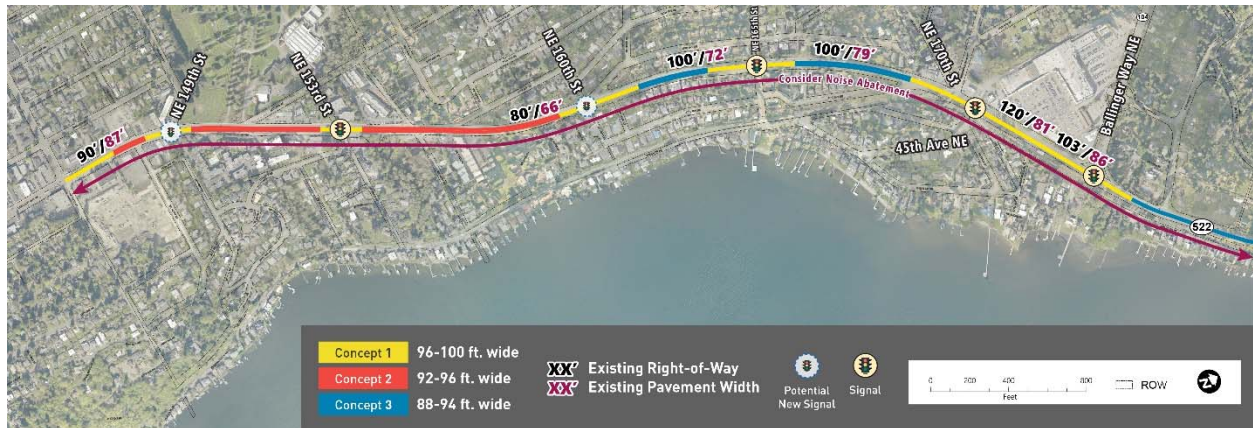 90'/87'
NE 149th St
NE 153rd St
80'/66'
NE 160th St
100'/72'
NE 165th St
100'/79'
Consider Noise Abatement
NE 170th St
45th Ave NE
120'/81'
103'/86'
Ballinger Way NE
104
522
Concept 1 96-100 ft. wide
Concept 2 92-96 ft. wide
Concept 3 88-94 ft. wide
XX' Existing Right-of-Way
XX' Existing Pavement Width
Potential
New Signal
Signal
0 200 400 800
Feet
ROW